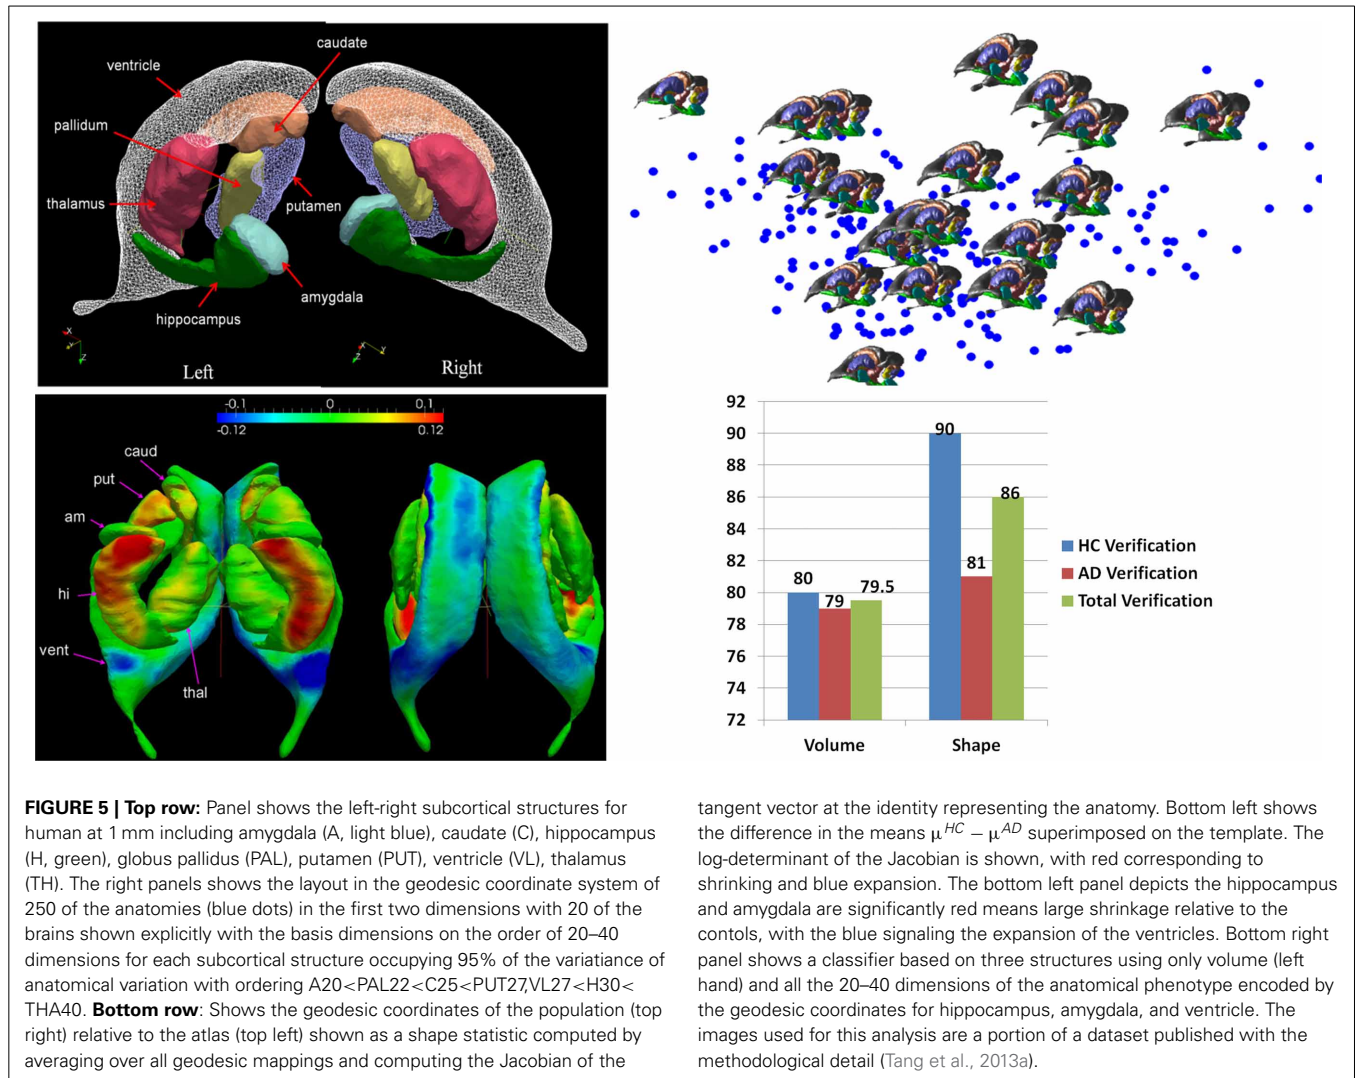 caudate
ventricle
pallidum
thalamus
putamen
amygdala
hippocampus
X
Y
Z
Y
Z
Left
Right
-0.1 0 0.1
-0.12 0.12
caud
put
am
hi
vent
thal
92
90
88
86
84
82
80
78
76
74
72
80
79
79.5
90
81
86
Volume
Shape
HC Verification
AD Verification
Total Verification
FIGURE 5 | Top row: Panel shows the left-right subcortical structures for
human at 1 mm including amygdala (A, light blue), caudate (C), hippocampus
(H, green), globus pallidus (PAL), putamen (PUT), ventricle (VL), thalamus
(TH). The right panels shows the layout in the geodesic coordinate system of
250 of the anatomies (blue dots) in the first two dimensions with 20 of the
brains shown explicitly with the basis dimensions on the order of 20–40
dimensions for each subcortical structure occupying 95% of the variatiance of
anatomical variation with ordering A20<PAL22<C25<PUT27,VL27<H30<
THA40. Bottom row: Shows the geodesic coordinates of the population (top
right) relative to the atlas (top left) shown as a shape statistic computed by
averaging over all geodesic mappings and computing the Jacobian of the
tangent vector at the identity representing the anatomy. Bottom left shows
the difference in the means μ^HC − μ^AD superimposed on the template. The
log-determinant of the Jacobian is shown, with red corresponding to
shrinking and blue expansion. The bottom left panel depicts the hippocampus
and amygdala are significantly red means large shrinkage relative to the
contols, with the blue signaling the expansion of the ventricles. Bottom right
panel shows a classifier based on three structures using only volume (left
hand) and all the 20–40 dimensions of the anatomical phenotype encoded by
the geodesic coordinates for hippocampus, amygdala, and ventricle. The
images used for this analysis are a portion of a dataset published with the
methodological detail (Tang et al., 2013a).